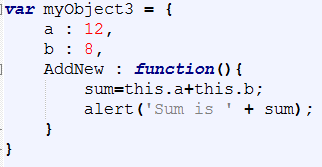 var myObject3 = {
    a : 12,
    b : 8,
    AddNew : function(){
        sum=this.a+this.b;
        alert('Sum is ' + sum);
    }
}